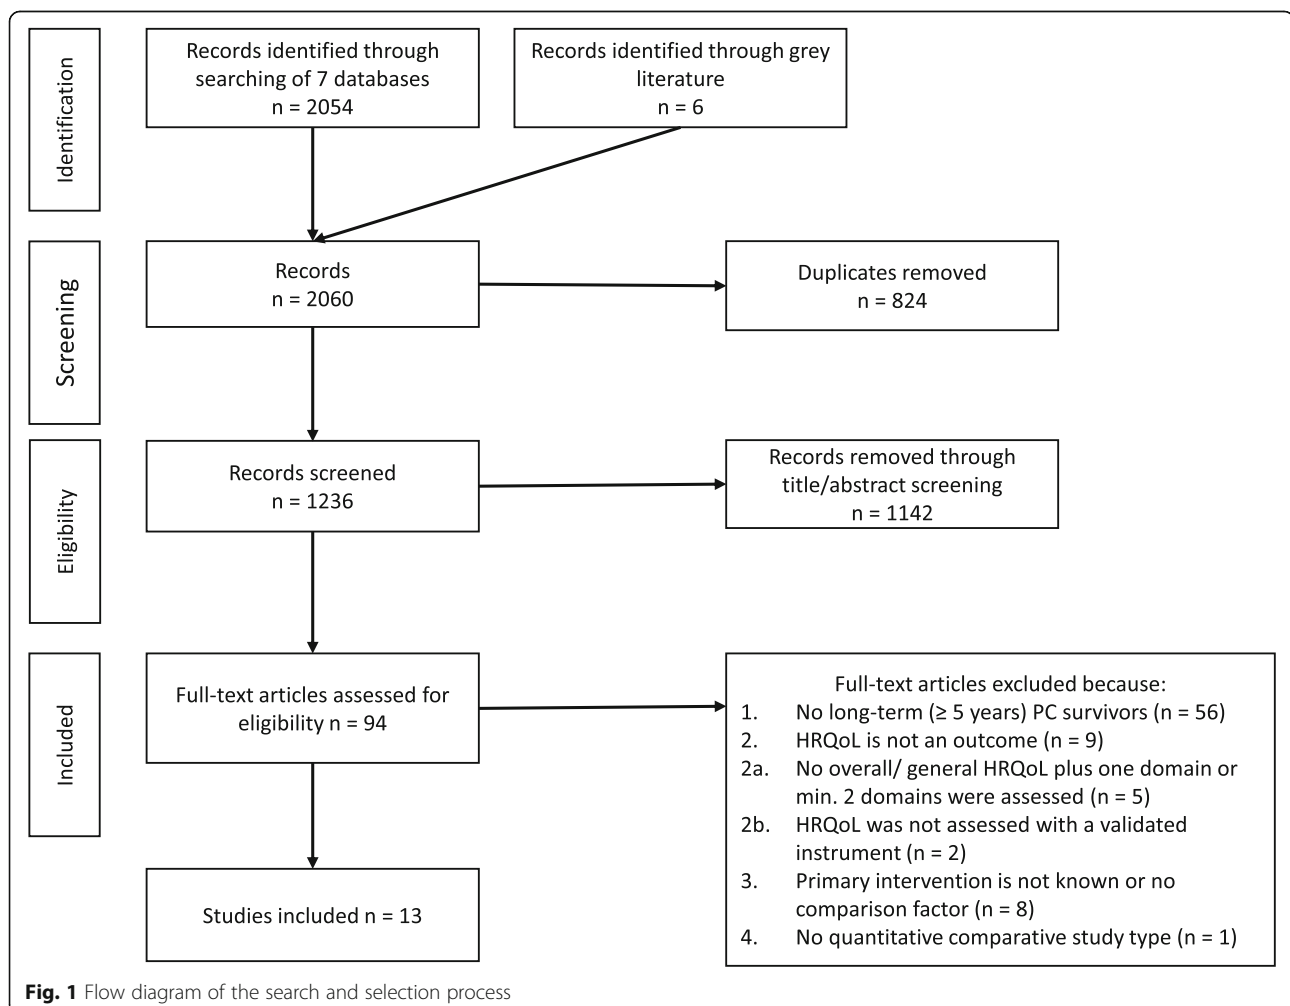 Identification
Records identified through
searching of 7 databases
n = 2054
Records identified through grey
literature
n = 6
Screening
Records
n = 2060
Duplicates removed
n = 824
Eligibility
Records screened
n = 1236
Records removed through
title/abstract screening
n = 1142
Included
Full-text articles assessed for
eligibility n = 94
Full-text articles excluded because:
1. No long-term (≥ 5 years) PC survivors (n = 56)
2. HRQoL is not an outcome (n = 9)
2a. No overall/ general HRQoL plus one domain or
min. 2 domains were assessed (n = 5)
2b. HRQoL was not assessed with a validated
instrument (n = 2)
3. Primary intervention is not known or no
comparison factor (n = 8)
4. No quantitative comparative study type (n = 1)
Studies included n = 13
Fig. 1 Flow diagram of the search and selection process